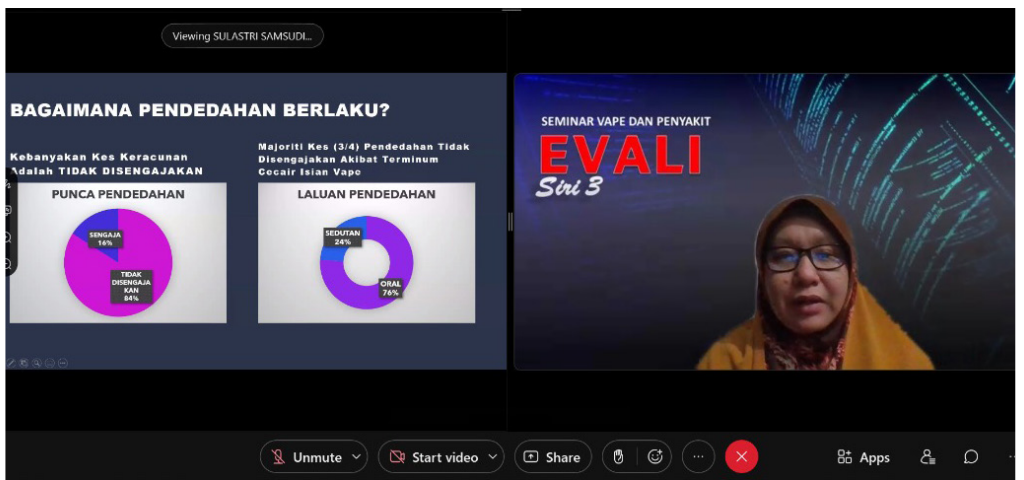 Viewing SULASTRI SAMSUDI...
BAGAIMANA PENDEDAHAN BERLAKU?
Kebanyakan Kes Keracunan
Adalah TIDAK DISENGAJAKAN
PUNCA PENDEDAHAN
SENGAJA
16%
TIDAK
DISENGAJA
KAN
84%
Majoriti Kes (3/4) Pendedahan Tidak
Disengajakan Akibat Terminum
Cecair Isian Vape
LALUAN PENDEDAHAN
SEDUTAN
24%
ORAL
76%
SEMINAR VAPE DAN PENYAKIT
EVALI
Siri 3
Unmute
Start video
Share
Apps